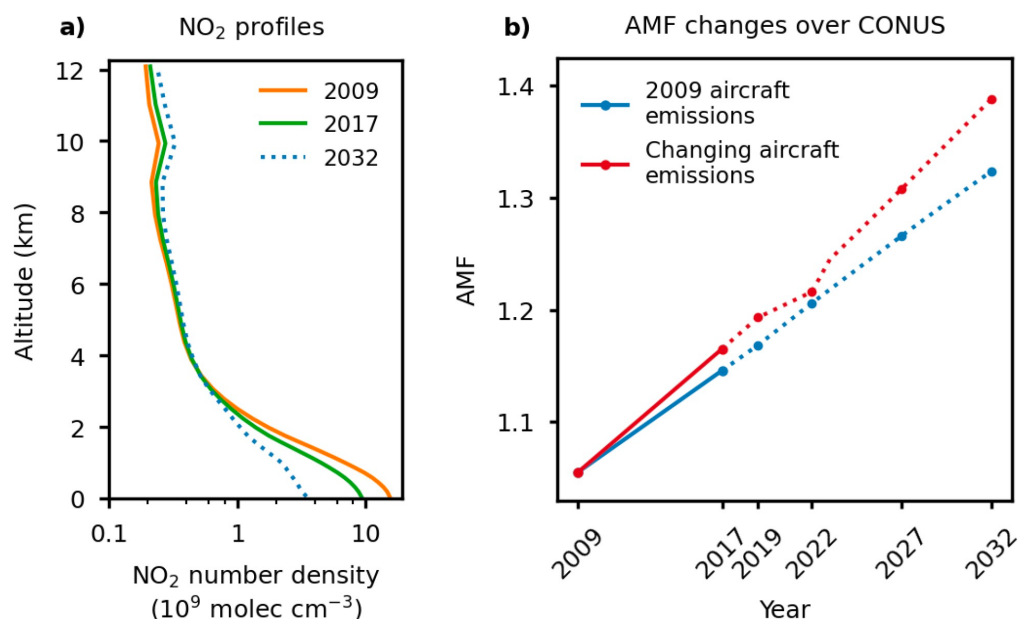 a) NO₂ profiles
12
10
8
6
4
2
0
Altitude (km)
2009
2017
2032
0.1 1 10
NO₂ number density
(10⁹ molec cm⁻³)
b) AMF changes over CONUS
1.4
1.3
1.2
1.1
AMF
2009 aircraft
emissions
Changing aircraft
emissions
2009 2017 2019 2022 2027 2032
Year